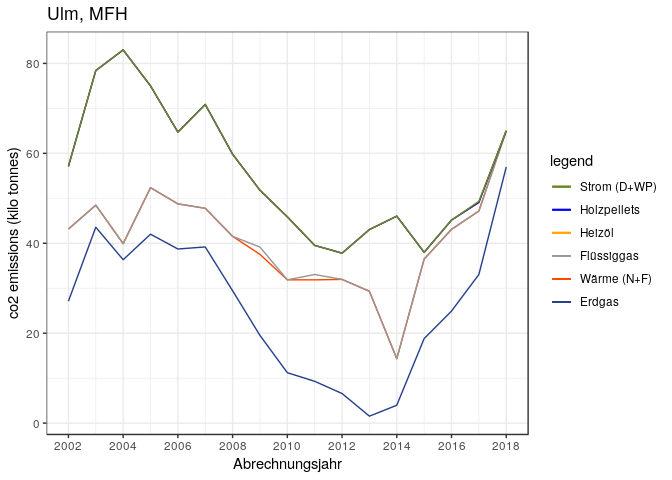 Ulm, MFH
co2 emissions (kilo tonnes)
80
60
40
20
0
2002 2004 2006 2008 2010 2012 2014 2016 2018
Abrechnungsjahr
legend
Strom (D+WP)
Holzpellets
Heizöl
Flüssiggas
Wärme (N+F)
Erdgas